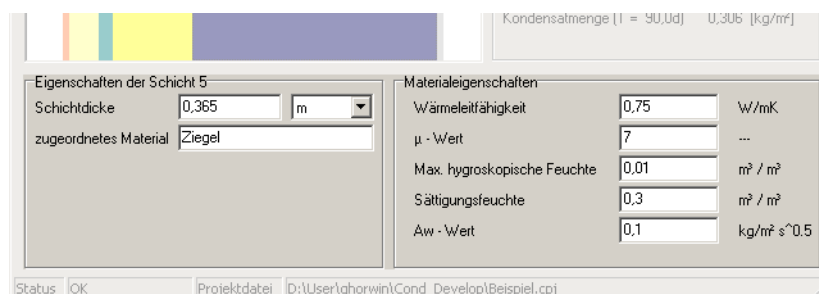 Kondensatmenge (T = 90,0d) 0,306 [kg/m²]
Eigenschaften der Schicht 5
Schichtdicke 0,365 m
zugeordnetes Material Ziegel
Materialeigenschaften
Wärmeleitfähigkeit 0,75 W/mK
µ - Wert 7 ---
Max. hygroskopische Feuchte 0,01 m³ / m³
Sättigungsfeuchte 0,3 m³ / m³
Aw - Wert 0,1 kg/m² s^0.5
Status OK Projektdatei D:\User\ghorwin\Cond_Develop\Beispiel.cpj